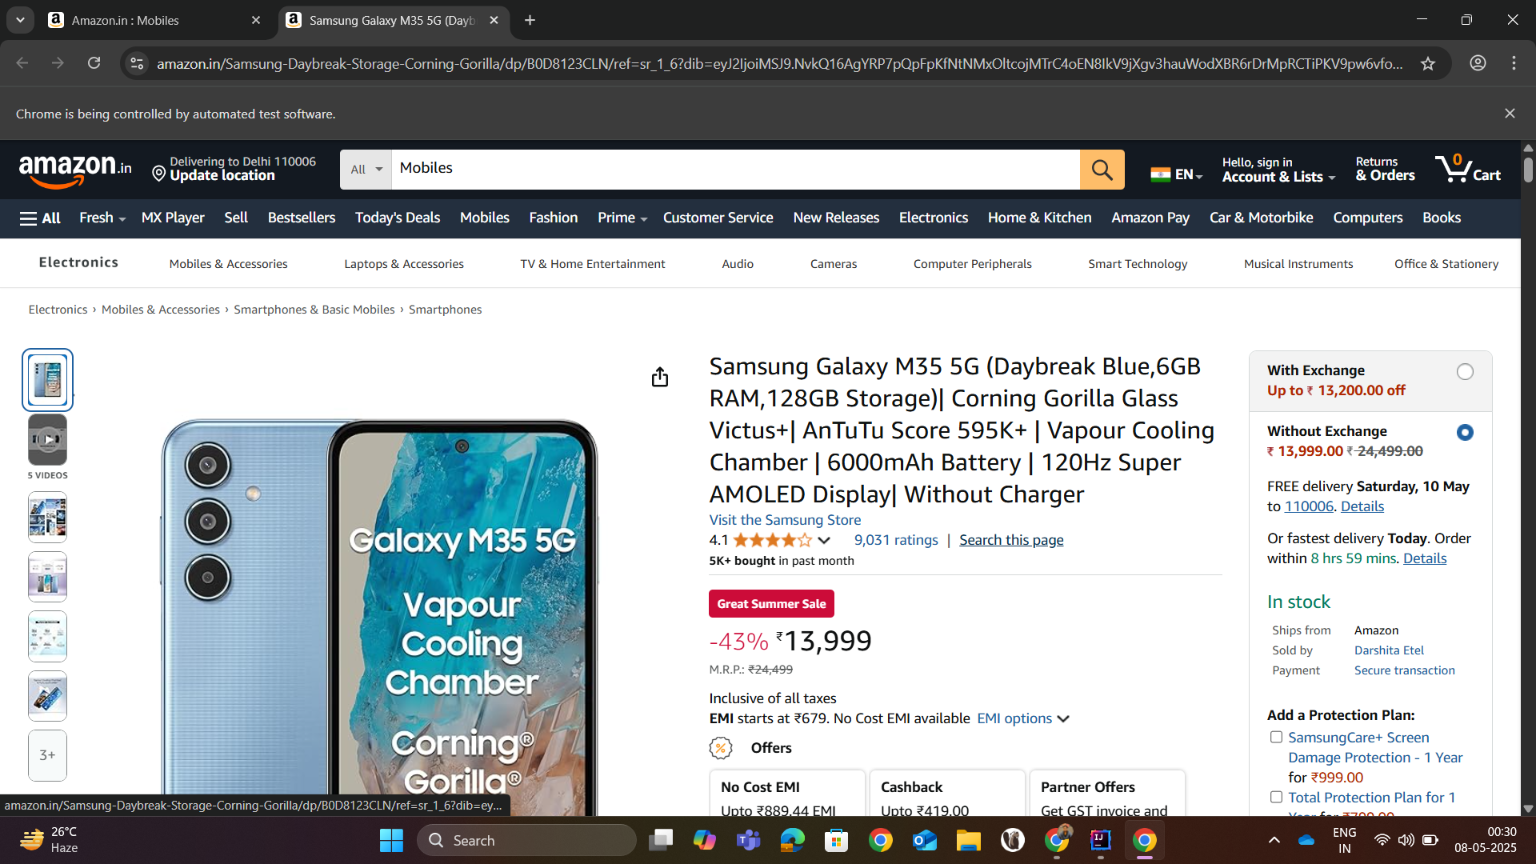 Amazon.in : Mobiles
Samsung Galaxy M35 5G (Dayb
amazon.in/Samsung-Daybreak-Storage-Corning-Gorilla/dp/B0D8123CLN/ref=sr_1_6?dib=eyJ2IjoiMSJ9.NvkQ16AgYRP7pQpFpKfNtNMxOltcojMTrC4oEN8IkV9jXgv3hauWodXBR6rDrMpRCTiPKV9pw6vfo...
Chrome is being controlled by automated test software.
amazon.in
Delivering to Delhi 110006
Update location
All
Mobiles
EN
Hello, sign in
Account & Lists
Returns
& Orders
0
Cart
All Fresh MX Player Sell Bestsellers Today's Deals Mobiles Fashion Prime Customer Service New Releases Electronics Home & Kitchen Amazon Pay Car & Motorbike Computers Books
Electronics Mobiles & Accessories Laptops & Accessories TV & Home Entertainment Audio Cameras Computer Peripherals Smart Technology Musical Instruments Office & Stationery
Electronics › Mobiles & Accessories › Smartphones & Basic Mobiles › Smartphones
5 VIDEOS
3+
Galaxy M35 5G
Vapour
Cooling
Chamber
Corning®
Gorilla®
Samsung Galaxy M35 5G (Daybreak Blue,6GB
RAM,128GB Storage)| Corning Gorilla Glass
Victus+| AnTuTu Score 595K+ | Vapour Cooling
Chamber | 6000mAh Battery | 120Hz Super
AMOLED Display| Without Charger
Visit the Samsung Store
4.1 9,031 ratings | Search this page
5K+ bought in past month
Great Summer Sale
-43% ₹13,999
M.R.P.: ₹24,499
Inclusive of all taxes
EMI starts at ₹679. No Cost EMI available EMI options
Offers
No Cost EMI
Upto ₹889.44 EMI
Cashback
Upto ₹419.00
Partner Offers
Get GST invoice and
With Exchange
Up to ₹ 13,200.00 off
Without Exchange
₹ 13,999.00 ₹ 24,499.00
FREE delivery Saturday, 10 May
to 110006. Details
Or fastest delivery Today. Order
within 8 hrs 59 mins. Details
In stock
Ships from Amazon
Sold by Darshita Etel
Payment Secure transaction
Add a Protection Plan:
SamsungCare+ Screen
Damage Protection - 1 Year
for ₹999.00
Total Protection Plan for 1
amazon.in/Samsung-Daybreak-Storage-Corning-Gorilla/dp/B0D8123CLN/ref=sr_1_6?dib=ey...
26°C
Haze
Search
ENG
IN
00:30
08-05-2025